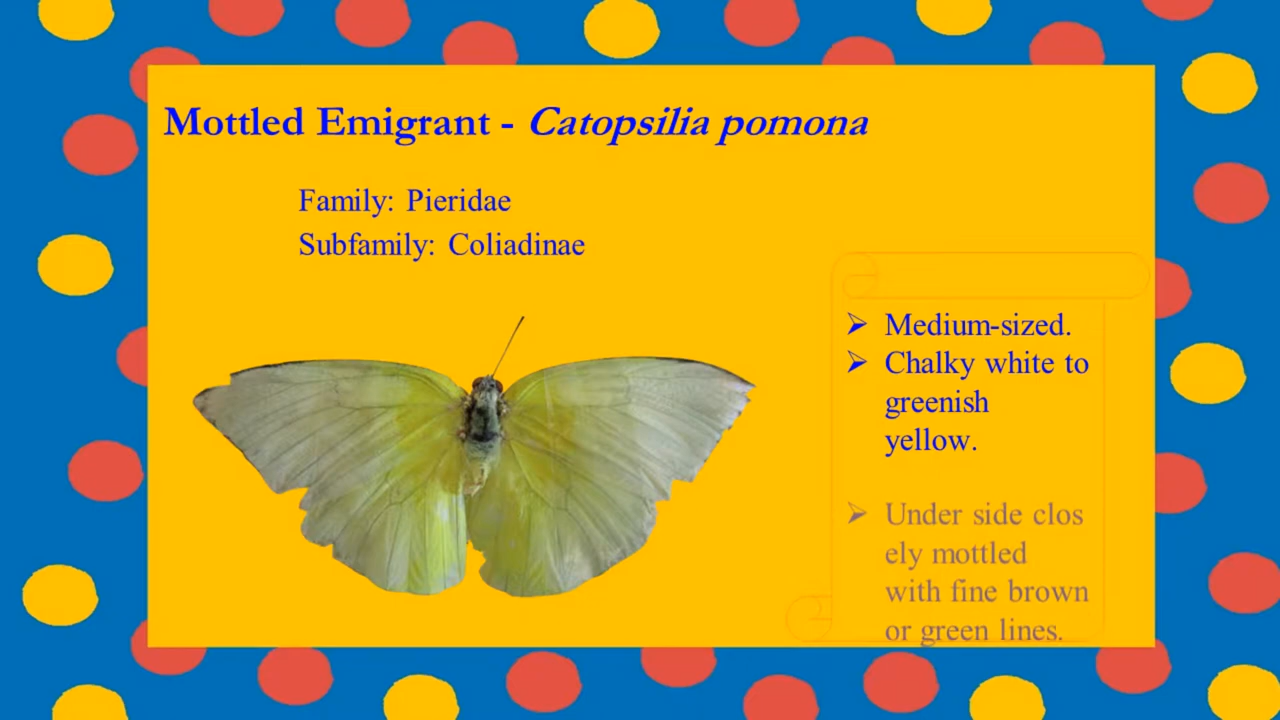 Mottled Emigrant - Catopsilia pomona
Family: Pieridae
Subfamily: Coliadinae
➢ Medium-sized.
➢ Chalky white to
greenish
yellow.
➢ Under side clos
ely mottled
with fine brown
or green lines.